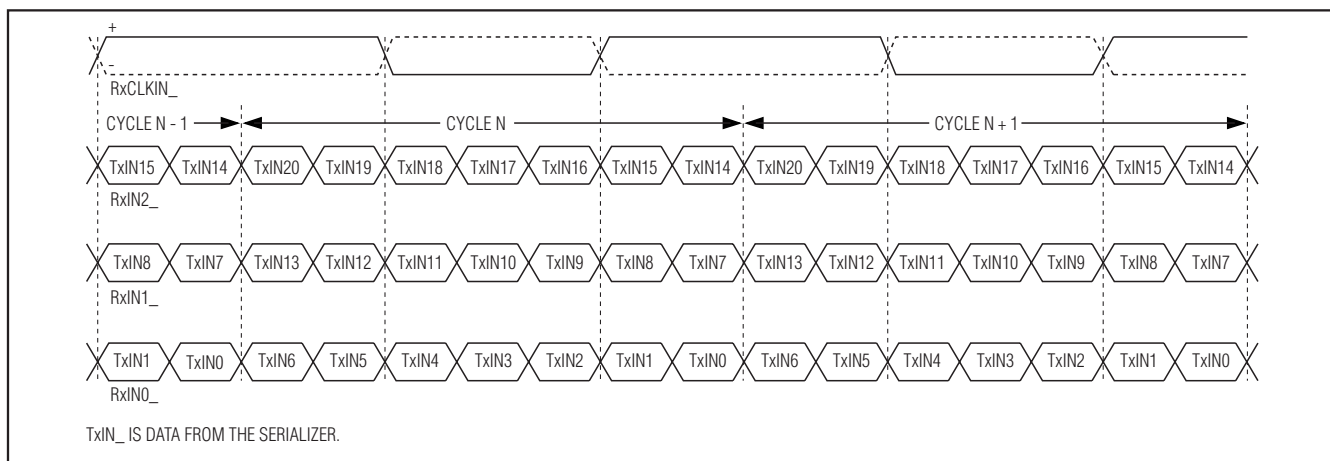 +
-
RxCLKIN_
CYCLE N - 1 CYCLE N CYCLE N + 1
TxIN15 TxIN14 TxIN20 TxIN19 TxIN18 TxIN17 TxIN16 TxIN15 TxIN14 TxIN20 TxIN19 TxIN18 TxIN17 TxIN16 TxIN15 TxIN14
RxIN2_
TxIN8 TxIN7 TxIN13 TxIN12 TxIN11 TxIN10 TxIN9 TxIN8 TxIN7 TxIN13 TxIN12 TxIN11 TxIN10 TxIN9 TxIN8 TxIN7
RxIN1_
TxIN1 TxIN0 TxIN6 TxIN5 TxIN4 TxIN3 TxIN2 TxIN1 TxIN0 TxIN6 TxIN5 TxIN4 TxIN3 TxIN2 TxIN1 TxIN0
RxIN0_
TxIN_ IS DATA FROM THE SERIALIZER.